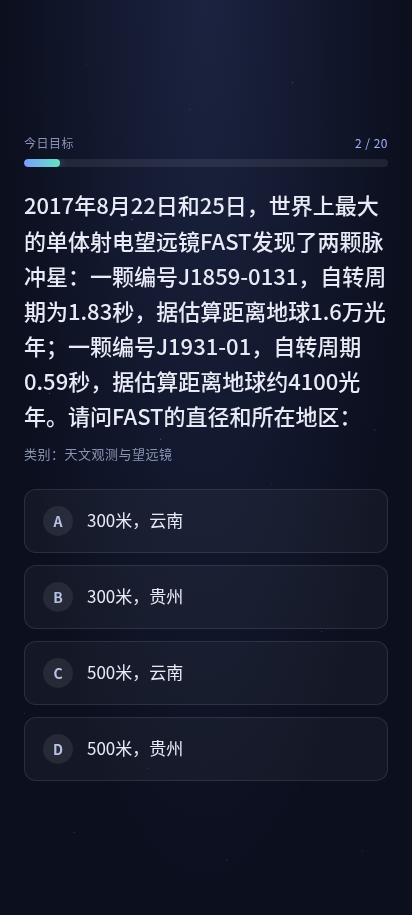 今日目标
2 / 20
2017年8月22日和25日，世界上最大
的单体射电望远镜FAST发现了两颗脉
冲星：一颗编号J1859-0131，自转周
期为1.83秒，据估算距离地球1.6万光
年；一颗编号J1931-01，自转周期
0.59秒，据估算距离地球约4100光
年。请问FAST的直径和所在地区：
类别：天文观测与望远镜
A 300米，云南
B 300米，贵州
C 500米，云南
D 500米，贵州